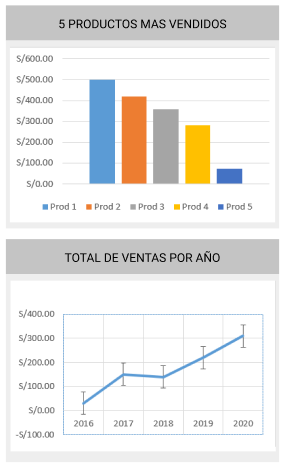 5 PRODUCTOS MAS VENDIDOS
S/600.00
S/500.00
S/400.00
S/300.00
S/200.00
S/100.00
S/0.00
Prod 1 Prod 2 Prod 3 Prod 4 Prod 5
TOTAL DE VENTAS POR AÑO
S/400.00
S/300.00
S/200.00
S/100.00
S/0.00
2016 2017 2018 2019 2020
-S/100.00